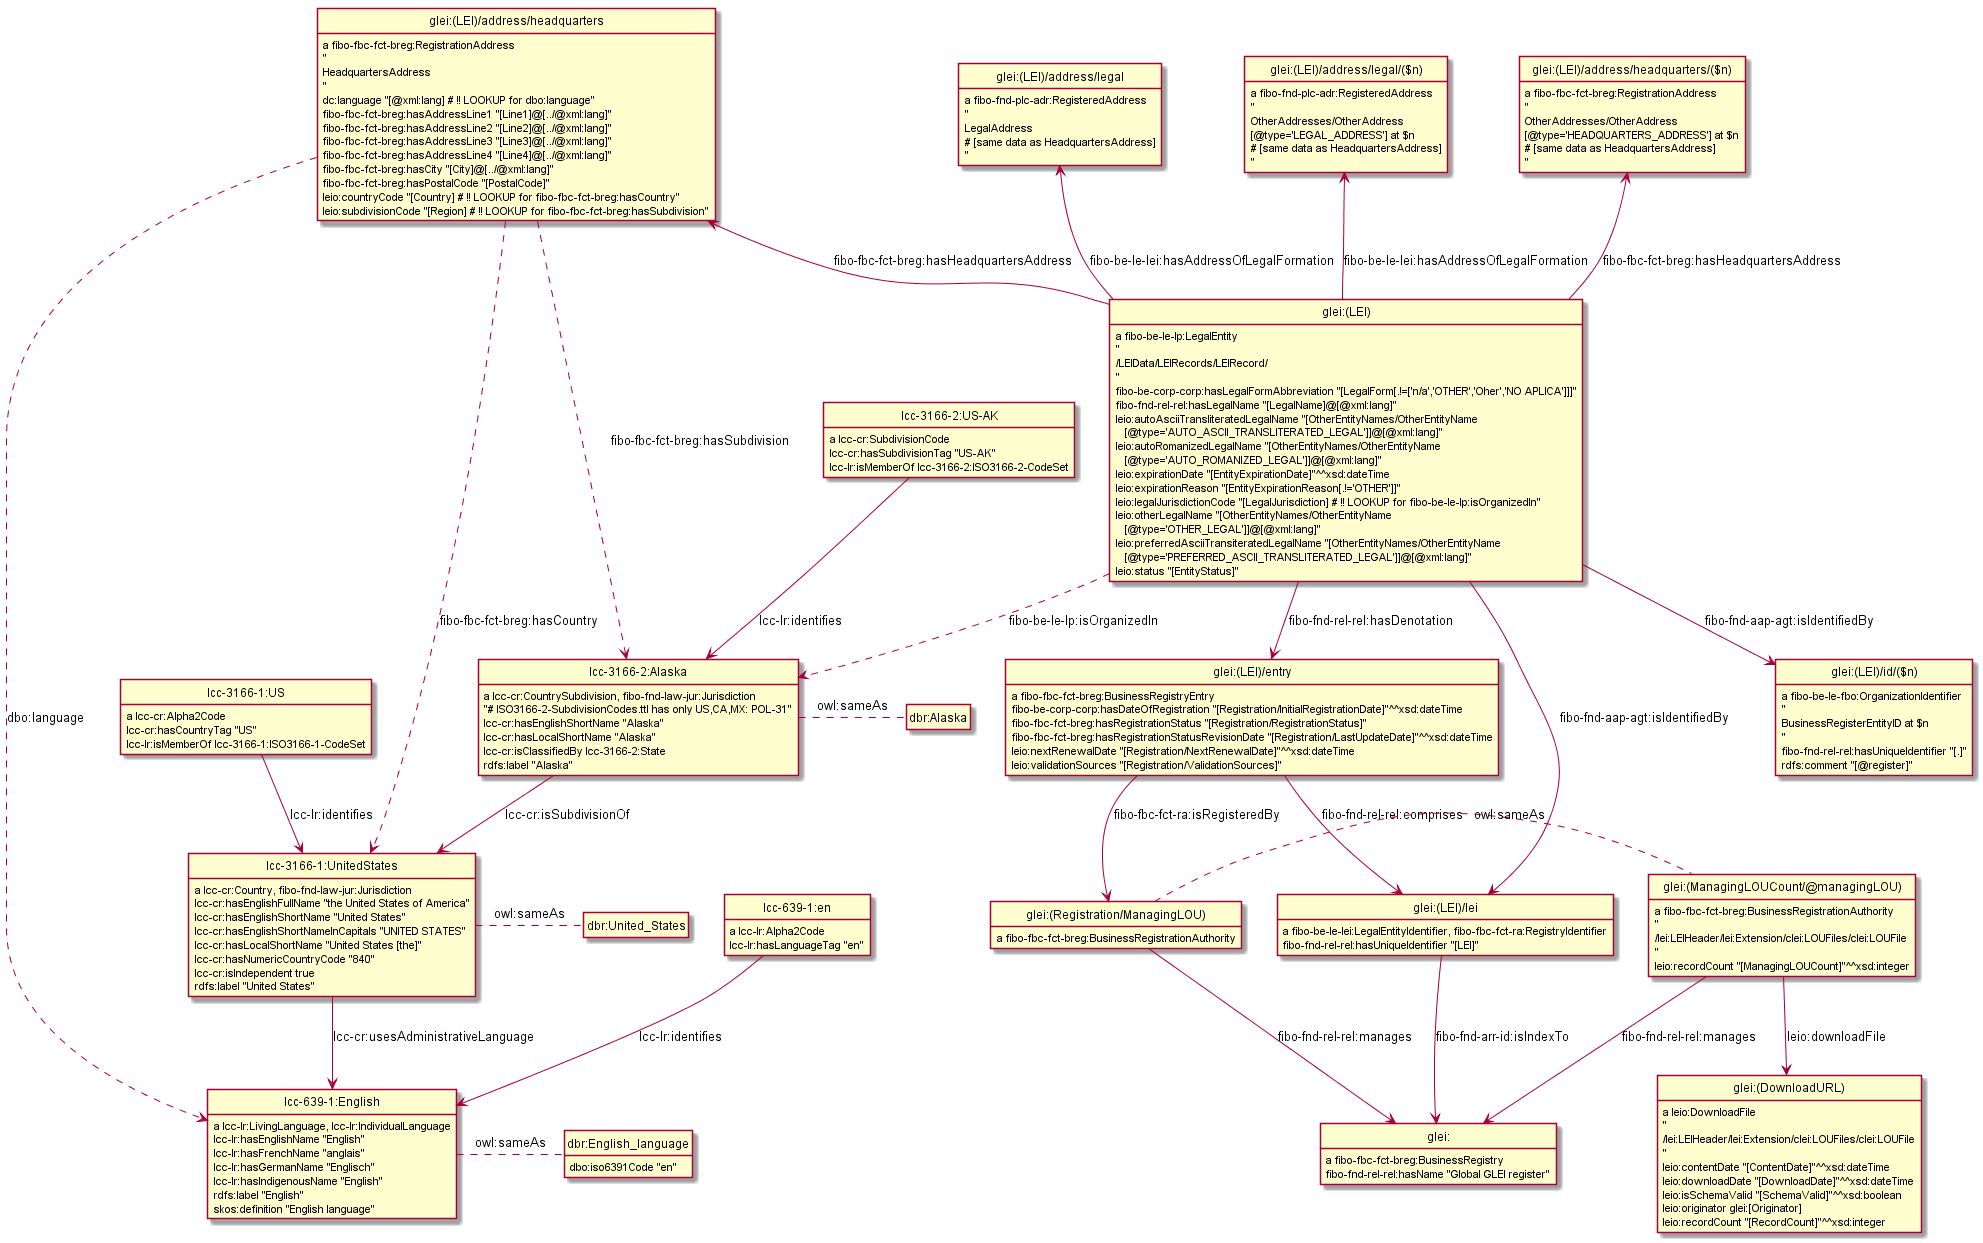 glei:(LEI)/address/headquarters
a fibo-fbc-fct-breg:RegistrationAddress
"
HeadquartersAddress
"
dc:language "[@xml:lang] # !! LOOKUP for dbo:language"
fibo-fbc-fct-breg:hasAddressLine1 "[Line1]@[../@xml:lang]"
fibo-fbc-fct-breg:hasAddressLine2 "[Line2]@[../@xml:lang]"
fibo-fbc-fct-breg:hasAddressLine3 "[Line3]@[../@xml:lang]"
fibo-fbc-fct-breg:hasAddressLine4 "[Line4]@[../@xml:lang]"
fibo-fbc-fct-breg:hasCity "[City]@[../@xml:lang]"
fibo-fbc-fct-breg:hasPostalCode "[PostalCode]"
leio:countryCode "[Country] # !! LOOKUP for fibo-fbc-fct-breg:hasCountry"
leio:subdivisionCode "[Region] # !! LOOKUP for fibo-fbc-fct-breg:hasSubdivision"
glei:(LEI)/address/legal
a fibo-fnd-plc-adr:RegisteredAddress
"
LegalAddress
# [same data as HeadquartersAddress]
"
glei:(LEI)/address/legal/($n)
a fibo-fnd-plc-adr:RegisteredAddress
"
OtherAddresses/OtherAddress
[@type='LEGAL_ADDRESS'] at $n
# [same data as HeadquartersAddress]
"
glei:(LEI)/address/headquarters/($n)
a fibo-fbc-fct-breg:RegistrationAddress
"
OtherAddresses/OtherAddress
[@type='HEADQUARTERS_ADDRESS'] at $n
# [same data as HeadquartersAddress]
"
fibo-fbc-fct-breg:hasHeadquartersAddress
fibo-be-le-lei:hasAddressOfLegalFormation
fibo-be-le-lei:hasAddressOfLegalFormation
fibo-fbc-fct-breg:hasHeadquartersAddress
glei:(LEI)
a fibo-be-le-lp:LegalEntity
"
/LEIData/LEIRecords/LEIRecord/
"
fibo-be-corp-corp:hasLegalFormAbbreviation "[LegalForm[.!=['n/a','OTHER','Oher','NO APLICA']]]"
fibo-fnd-rel-rel:hasLegalName "[LegalName]@[@xml:lang]"
leio:autoAsciiTransliteratedLegalName "[OtherEntityNames/OtherEntityName
[@type='AUTO_ASCII_TRANSLITERATED_LEGAL']]@[@xml:lang]"
leio:autoRomanizedLegalName "[OtherEntityNames/OtherEntityName
[@type='AUTO_ROMANIZED_LEGAL']]@[@xml:lang]"
leio:expirationDate "[EntityExpirationDate]"^^xsd:dateTime
leio:expirationReason "[EntityExpirationReason[.!='OTHER']]"
leio:legalJurisdictionCode "[LegalJurisdiction] # !! LOOKUP for fibo-be-le-lp:isOrganizedIn"
leio:otherLegalName "[OtherEntityNames/OtherEntityName
[@type='OTHER_LEGAL']]@[@xml:lang]"
leio:preferredAsciiTransiteratedLegalName "[OtherEntityNames/OtherEntityName
[@type='PREFERRED_ASCII_TRANSLITERATED_LEGAL']]@[@xml:lang]"
leio:status "[EntityStatus]"
lcc-3166-2:US-AK
a lcc-cr:SubdivisionCode
lcc-cr:hasSubdivisionTag "US-AK"
lcc-lr:isMemberOf lcc-3166-2:ISO3166-2-CodeSet
fibo-fbc-fct-breg:hasSubdivision
fibo-fbc-fct-breg:hasCountry
lcc-lr:identifies
fibo-be-le-lp:isOrganizedIn
fibo-fnd-rel-rel:hasDenotation
fibo-fnd-aap-agt:isIdentifiedBy
dbo:language
lcc-3166-1:US
a lcc-cr:Alpha2Code
lcc-cr:hasCountryTag "US"
lcc-lr:isMemberOf lcc-3166-1:ISO3166-1-CodeSet
lcc-3166-2:Alaska
a lcc-cr:CountrySubdivision, fibo-fnd-law-jur:Jurisdiction
"# ISO3166-2-SubdivisionCodes.ttl has only US,CA,MX: POL-31"
lcc-cr:hasEnglishShortName "Alaska"
lcc-cr:hasLocalShortName "Alaska"
lcc-cr:isClassifiedBy lcc-3166-2:State
rdfs:label "Alaska"
owl:sameAs
dbr:Alaska
glei:(LEI)/entry
a fibo-fbc-fct-breg:BusinessRegistryEntry
fibo-be-corp-corp:hasDateOfRegistration "[Registration/InitialRegistrationDate]"^^xsd:dateTime
fibo-fbc-fct-breg:hasRegistrationStatus "[Registration/RegistrationStatus]"
fibo-fbc-fct-breg:hasRegistrationStatusRevisionDate "[Registration/LastUpdateDate]"^^xsd:dateTime
leio:nextRenewalDate "[Registration/NextRenewalDate]"^^xsd:dateTime
leio:validationSources "[Registration/ValidationSources]"
fibo-fnd-aap-agt:isIdentifiedBy
glei:(LEI)/id/($n)
a fibo-be-le-fbo:OrganizationIdentifier
"
BusinessRegisterEntityID at $n
"
fibo-fnd-rel-rel:hasUniqueIdentifier "[.]"
rdfs:comment "[@register]"
lcc-lr:identifies
lcc-cr:isSubdivisionOf
fibo-fbc-fct-ra:isRegisteredBy
fibo-fnd-rel-rel:comprises
owl:sameAs
lcc-3166-1:UnitedStates
a lcc-cr:Country, fibo-fnd-law-jur:Jurisdiction
lcc-cr:hasEnglishFullName "the United States of America"
lcc-cr:hasEnglishShortName "United States"
lcc-cr:hasEnglishShortNameInCapitals "UNITED STATES"
lcc-cr:hasLocalShortName "United States [the]"
lcc-cr:hasNumericCountryCode "840"
lcc-cr:isIndependent true
rdfs:label "United States"
owl:sameAs
dbr:United_States
lcc-639-1:en
a lcc-lr:Alpha2Code
lcc-lr:hasLanguageTag "en"
glei:(Registration/ManagingLOU)
a fibo-fbc-fct-breg:BusinessRegistrationAuthority
glei:(LEI)/lei
a fibo-be-le-lei:LegalEntityIdentifier, fibo-fbc-fct-ra:RegistryIdentifier
fibo-fnd-rel-rel:hasUniqueIdentifier "[LEI]"
glei:(ManagingLOUCount/@managingLOU)
a fibo-fbc-fct-breg:BusinessRegistrationAuthority
"
/lei:LEIHeader/lei:Extension/clei:LOUFiles/clei:LOUFile
"
leio:recordCount "[ManagingLOUCount]"^^xsd:integer
lcc-cr:usesAdministrativeLanguage
lcc-lr:identifies
fibo-fnd-rel-rel:manages
fibo-fnd-arr-id:isIndexTo
fibo-fnd-rel-rel:manages
leio:downloadFile
lcc-639-1:English
a lcc-lr:LivingLanguage, lcc-lr:IndividualLanguage
lcc-lr:hasEnglishName "English"
lcc-lr:hasFrenchName "anglais"
lcc-lr:hasGermanName "Englisch"
lcc-lr:hasIndigenousName "English"
rdfs:label "English"
skos:definition "English language"
owl:sameAs
dbr:English_language
dbo:iso6391Code "en"
glei:
a fibo-fbc-fct-breg:BusinessRegistry
fibo-fnd-rel-rel:hasName "Global GLEI register"
glei:(DownloadURL)
a leio:DownloadFile
"
/lei:LEIHeader/lei:Extension/clei:LOUFiles/clei:LOUFile
"
leio:contentDate "[ContentDate]"^^xsd:dateTime
leio:downloadDate "[DownloadDate]"^^xsd:dateTime
leio:isSchemaValid "[SchemaValid]"^^xsd:boolean
leio:originator glei:[Originator]
leio:recordCount "[RecordCount]"^^xsd:integer